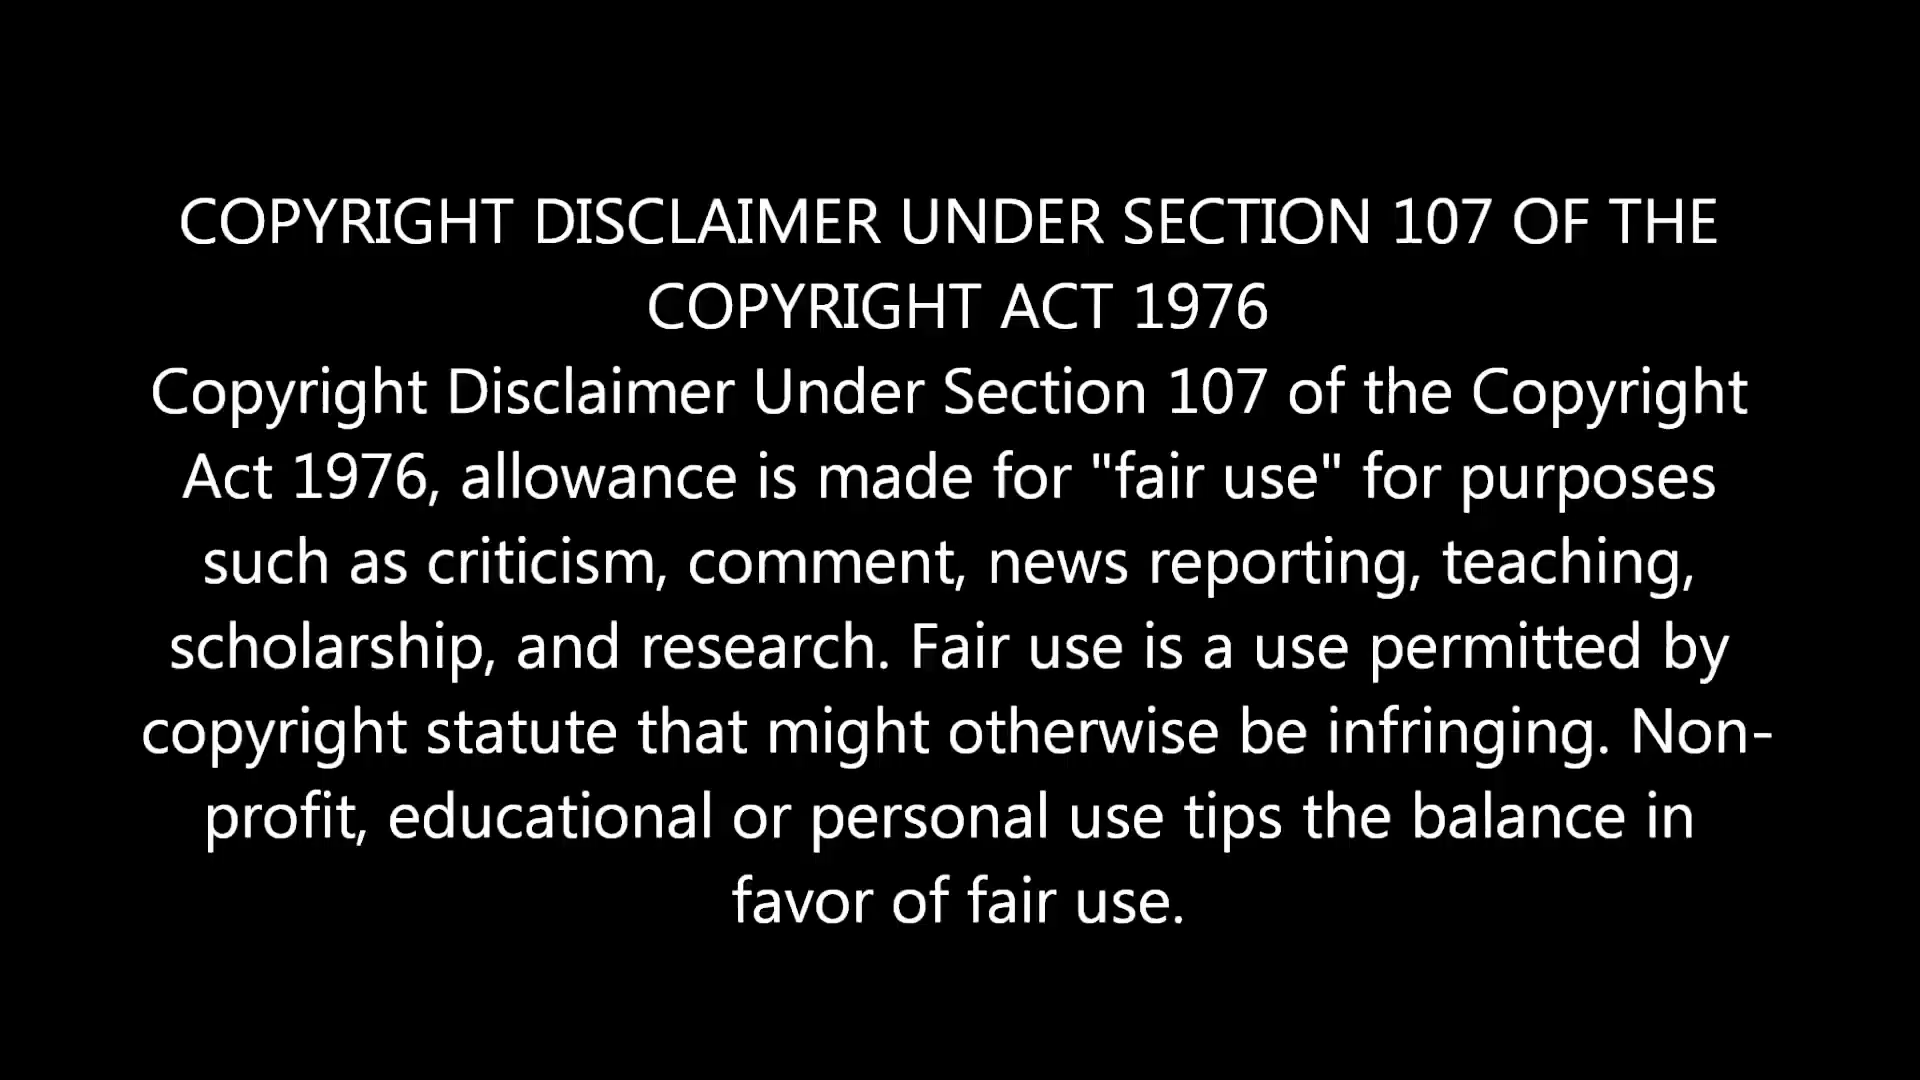 COPYRIGHT DISCLAIMER UNDER SECTION 107 OF THE
COPYRIGHT ACT 1976
Copyright Disclaimer Under Section 107 of the Copyright
Act 1976, allowance is made for "fair use" for purposes
such as criticism, comment, news reporting, teaching,
scholarship, and research. Fair use is a use permitted by
copyright statute that might otherwise be infringing. Non-
profit, educational or personal use tips the balance in
favor of fair use.